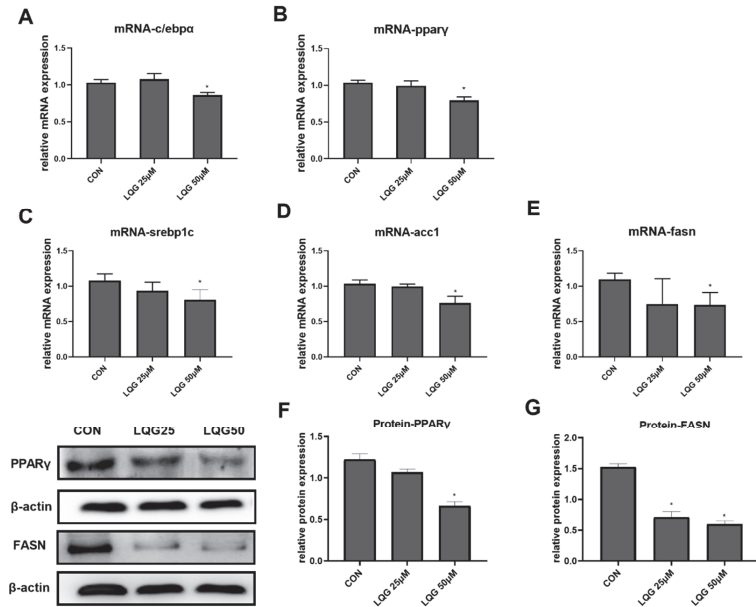 A
mRNA-c/ebpα
relative mRNA expression
1.5
1.0
0.5
0.0
*
CON
LQG 25μM
LQG 50μM
B
mRNA-pparγ
relative mRNA expression
1.5
1.0
0.5
0.0
*
CON
LQG 25μM
LQG 50μM
C
mRNA-srebp1c
relative mRNA expression
1.5
1.0
0.5
0.0
*
CON
LQG 25μM
LQG 50μM
D
mRNA-acc1
relative mRNA expression
1.5
1.0
0.5
0.0
*
CON
LQG 25μM
LQG 50μM
E
mRNA-fasn
relative mRNA expression
1.5
1.0
0.5
0.0
*
CON
LQG 25μM
LQG 50μM
CON LQG25 LQG50
PPARγ
β-actin
FASN
β-actin
F
Protein-PPARγ
relative protein expression
1.5
1.0
0.5
0.0
*
CON
LQG 25μM
LQG 50μM
G
Protein-FASN
relative protein expression
2.0
1.5
1.0
0.5
0.0
*
*
CON
LQG 25μM
LQG 50μM